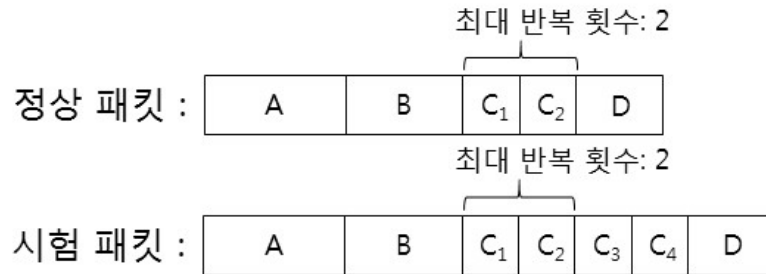 최대 반복 횟수: 2
정상 패킷 : A B C₁ C₂ D
최대 반복 횟수: 2
시험 패킷 : A B C₁ C₂ C₃ C₄ D